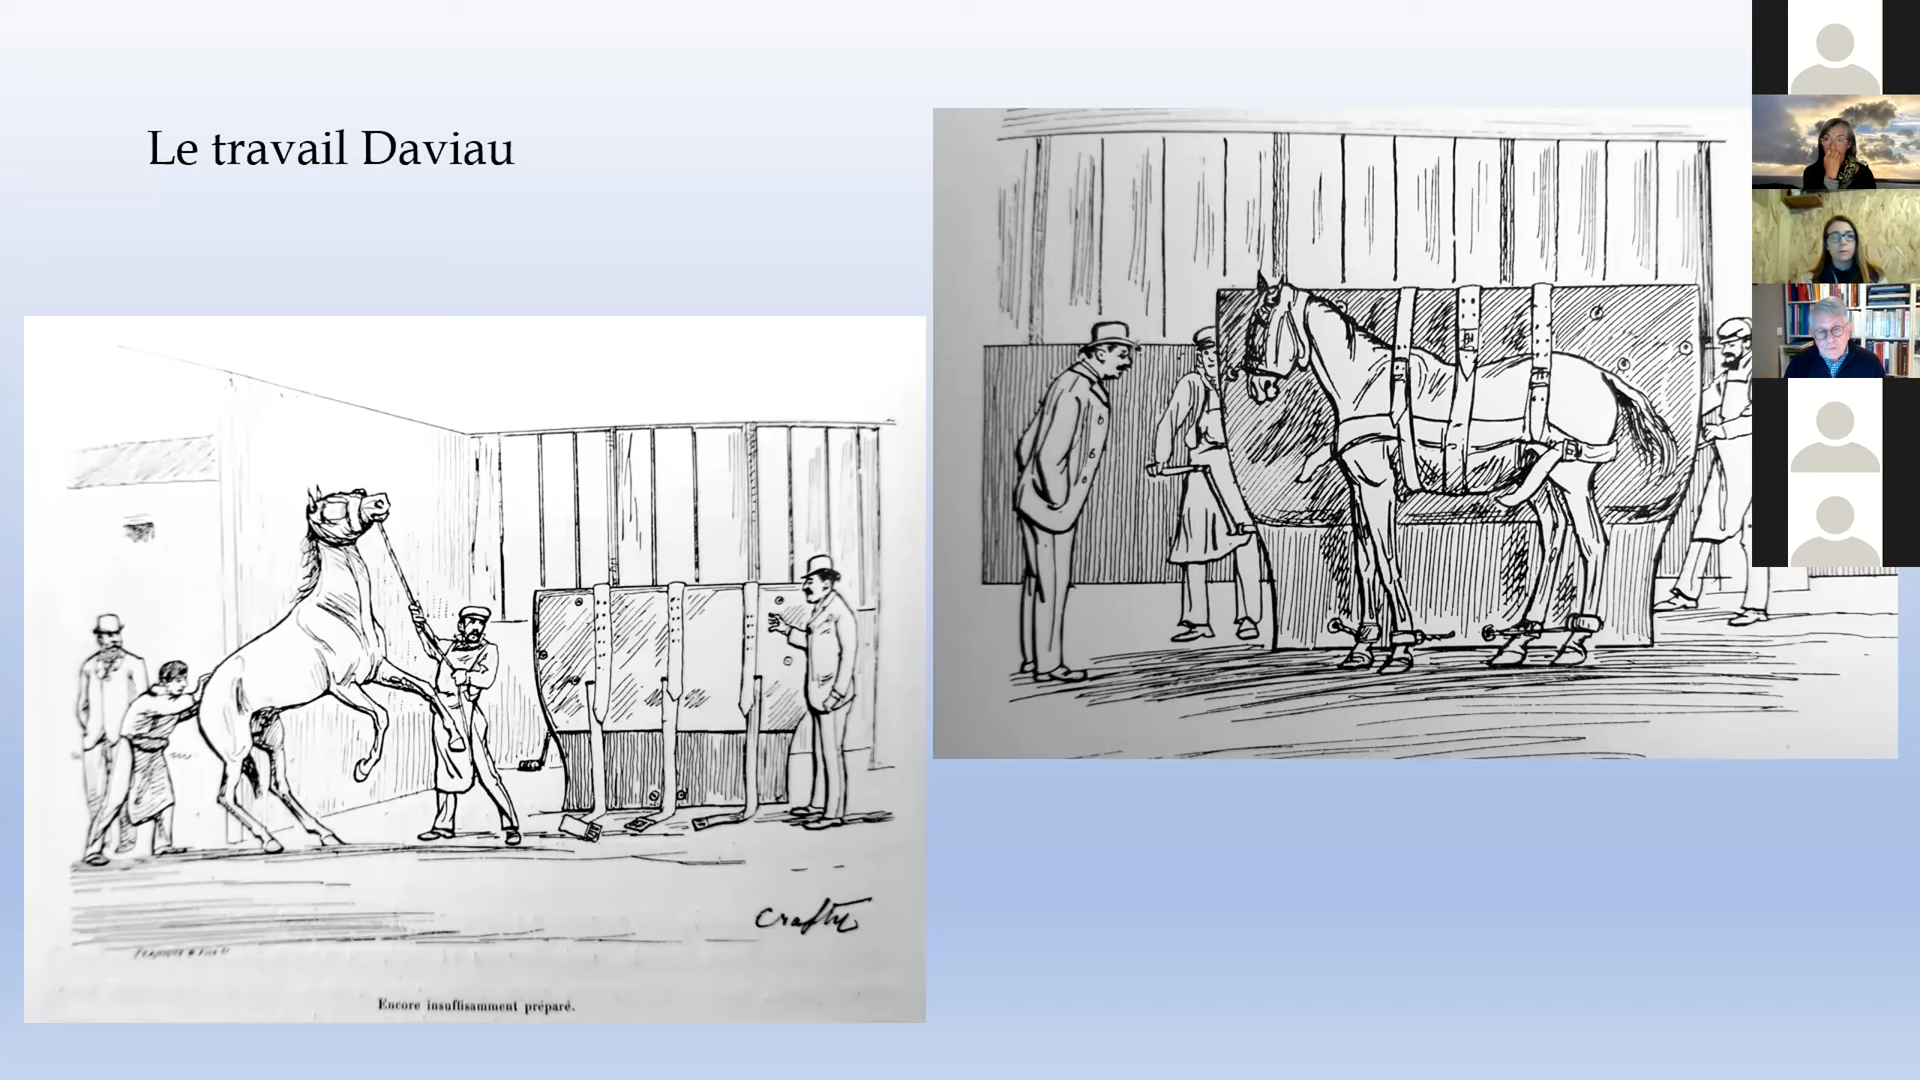 Le travail Daviau
Crafty
Encore insuffisamment préparé.